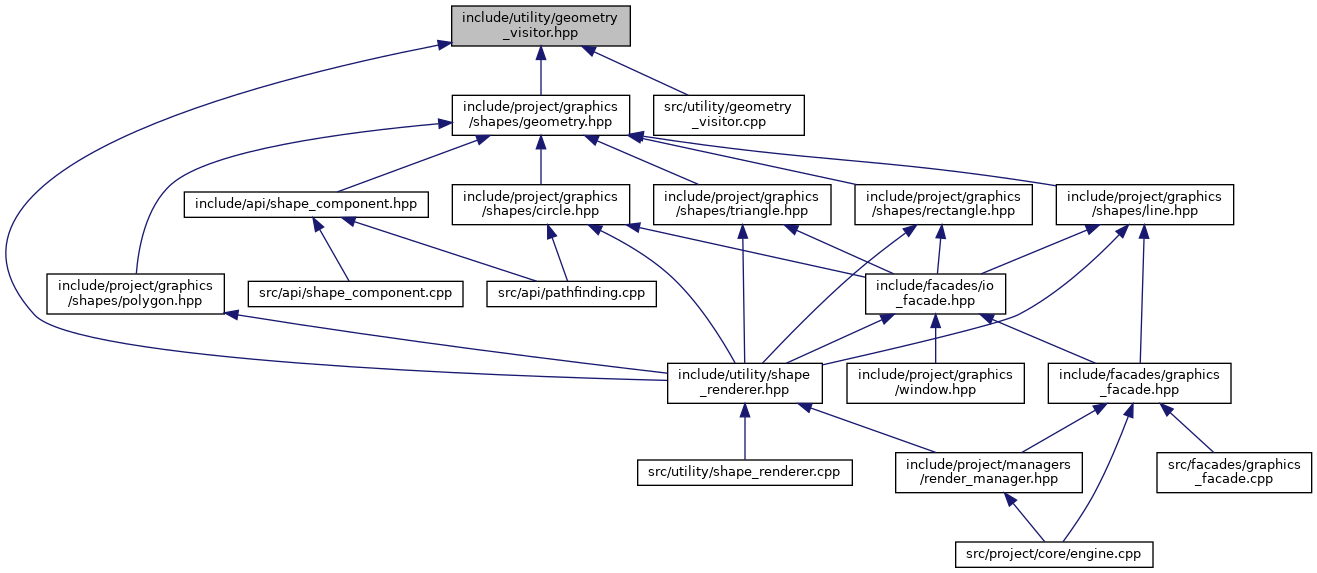 include/utility/geometry
_visitor.hpp
include/project/graphics
/shapes/geometry.hpp
src/utility/geometry
_visitor.cpp
include/api/shape_component.hpp
include/project/graphics
/shapes/circle.hpp
include/project/graphics
/shapes/triangle.hpp
include/project/graphics
/shapes/rectangle.hpp
include/project/graphics
/shapes/line.hpp
include/project/graphics
/shapes/polygon.hpp
src/api/shape_component.cpp
src/api/pathfinding.cpp
include/facades/io
_facade.hpp
include/utility/shape
_renderer.hpp
include/project/graphics
/window.hpp
include/facades/graphics
_facade.hpp
src/utility/shape_renderer.cpp
include/project/managers
/render_manager.hpp
src/facades/graphics
_facade.cpp
src/project/core/engine.cpp